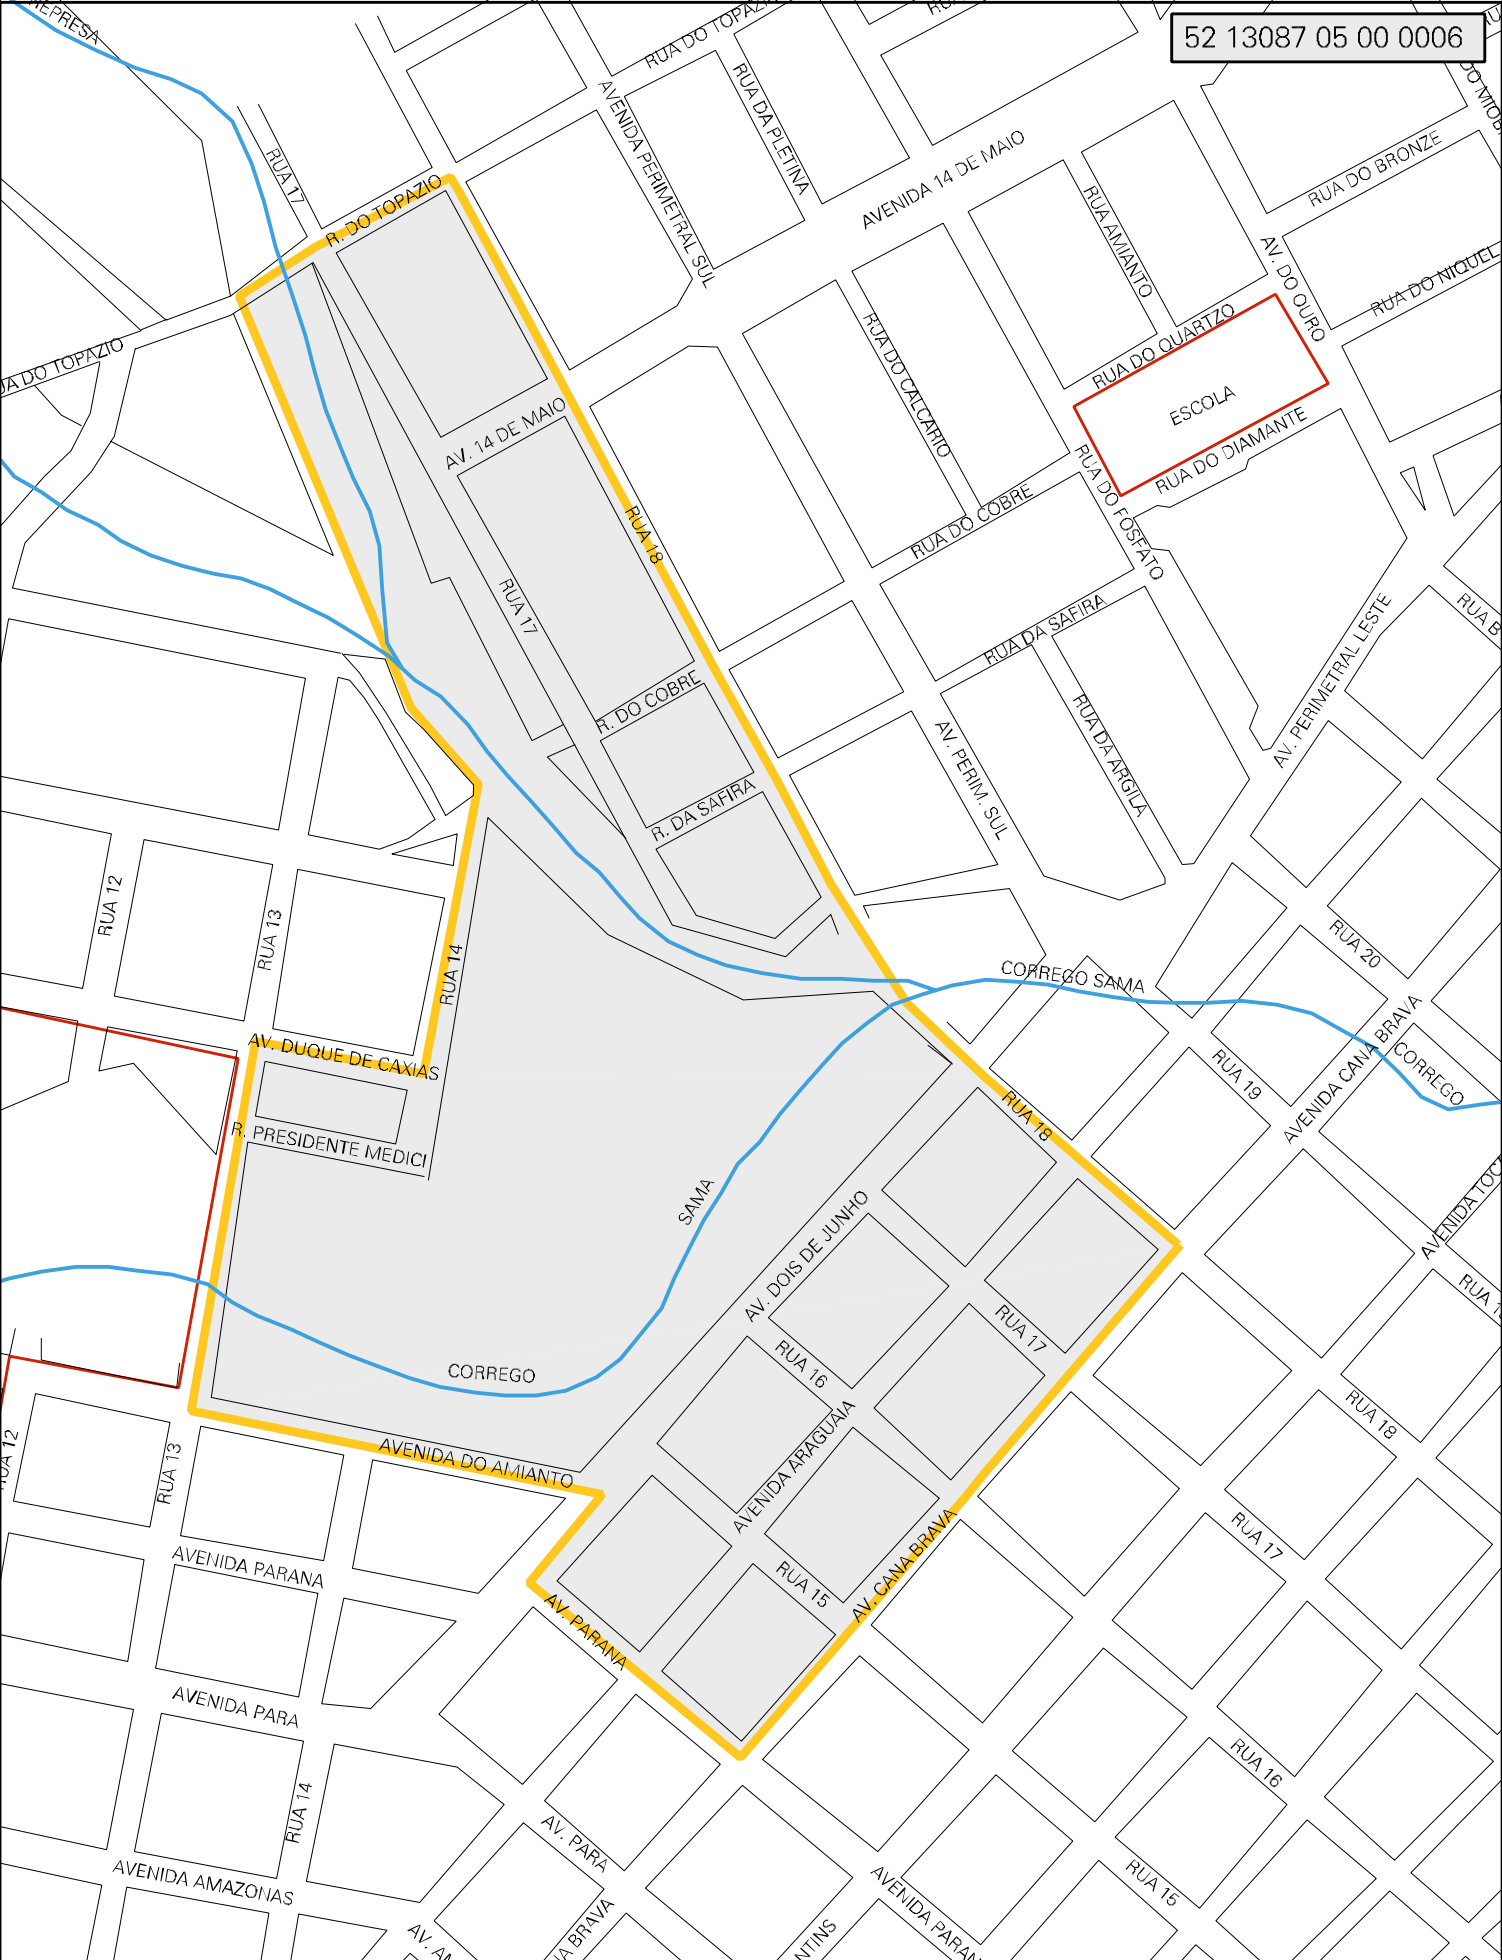 52 13087 05 00 0006
RUA DO TOPAZIO
RUA 17
AVENIDA PERIMETRAL SUL
RUA DA PLETINA
AVENIDA 14 DE MAIO
RUA DO BRONZE
R. DO TOPAZIO
RUA AMIANTO
AV. DO OURO
RUA DO NIQUEL
RUA DO QUARTZO
ESCOLA
RUA DO CALCARIO
RUA DO DIAMANTE
AV. 14 DE MAIO
RUA 18
RUA DO COBRE
RUA DO FOSFATO
RUA 17
RUA DA SAFIRA
AV. PERIMETRAL LESTE
R. DO COBRE
RUA DA ARGILA
AV. PERIM. SUL
R. DA SAFIRA
RUA 12
RUA 13
RUA 14
RUA 20
CORREGO SAMA
AVENIDA CANA BRAVA
CORREGO
RUA 19
AV. DUQUE DE CAXIAS
R. PRESIDENTE MEDICI
RUA 18
SAMA
AV. DOIS DE JUNHO
RUA 17
RUA 16
CORREGO
AVENIDA ARAGUAIA
RUA 18
AVENIDA DO AMIANTO
RUA 13
AV. CANA BRAVA
RUA 17
RUA 15
AVENIDA PARANA
AV. PARANA
AVENIDA PARA
RUA 16
RUA 14
AV. PARA
RUA 15
AVENIDA AMAZONAS